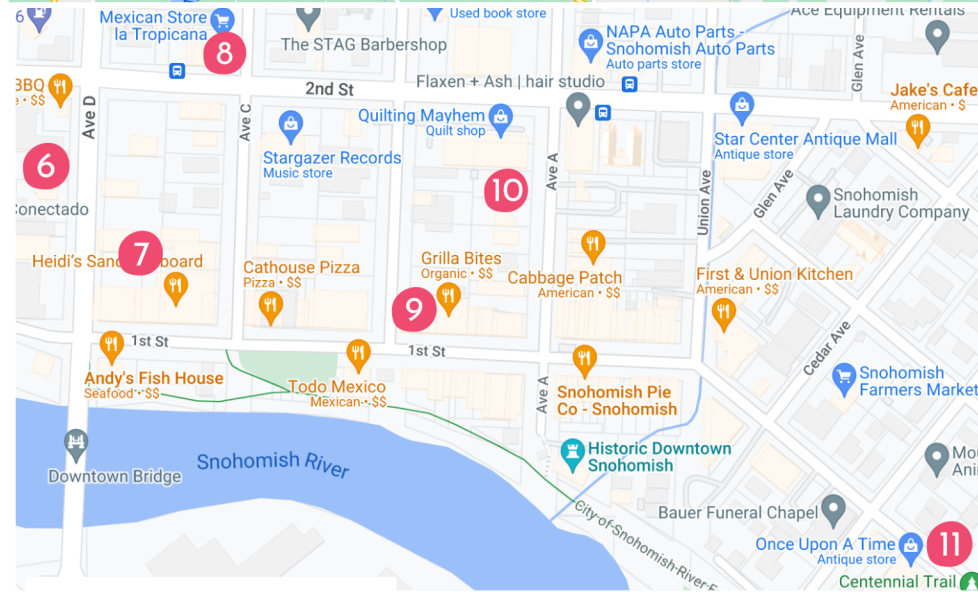 6
Mexican Store
la Tropicana
8
The STAG Barbershop
Used book store
NAPA Auto Parts -
Snohomish Auto Parts
Auto parts store
Ace Equipment Rentals
Glen Ave
BBQ
e • $$
Ave D
2nd St
Flaxen + Ash | hair studio
Jake's Cafe
American • $
Ave C
Quilting Mayhem
Quilt shop
Stargazer Records
Music store
Star Center Antique Mall
Antique store
6
Conectado
10
Ave A
Union Ave
Glen Ave
Snohomish
Laundry Company
7
Heidi's Sand board
Cathouse Pizza
Pizza • $$
Grilla Bites
Organic • $$
Cabbage Patch
American • $$
First & Union Kitchen
American • $$
9
1st St
1st St
Cedar Ave
Andy's Fish House
Seafood • $$
Todo Mexico
Mexican • $$
Ave A
Snohomish Pie
Co - Snohomish
Snohomish
Farmers Market
Snohomish River
Downtown Bridge
Historic Downtown
Snohomish
Mo
Ani
City-of-Snohomish-River-F
Bauer Funeral Chapel
Once Upon A Time
Antique store
11
Centennial Trail